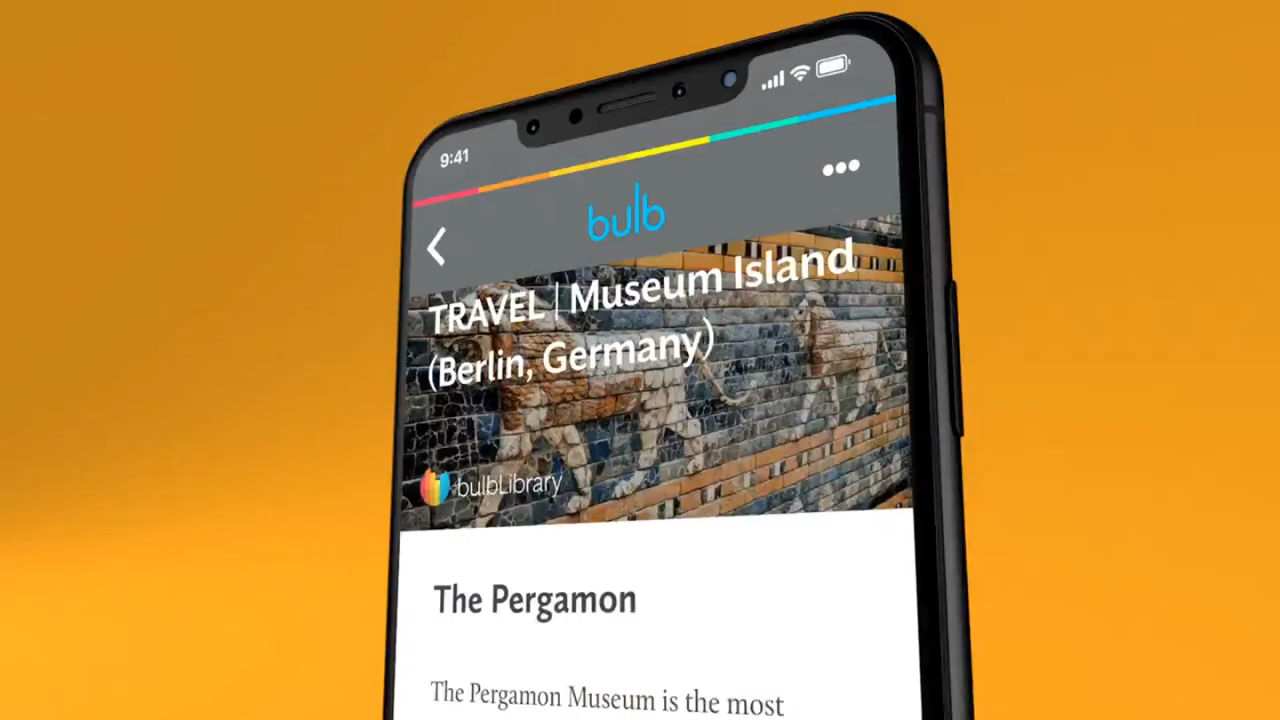 9:41
bulb
TRAVEL | Museum Island
(Berlin, Germany)
bulbLibrary
The Pergamon
The Pergamon Museum is the most